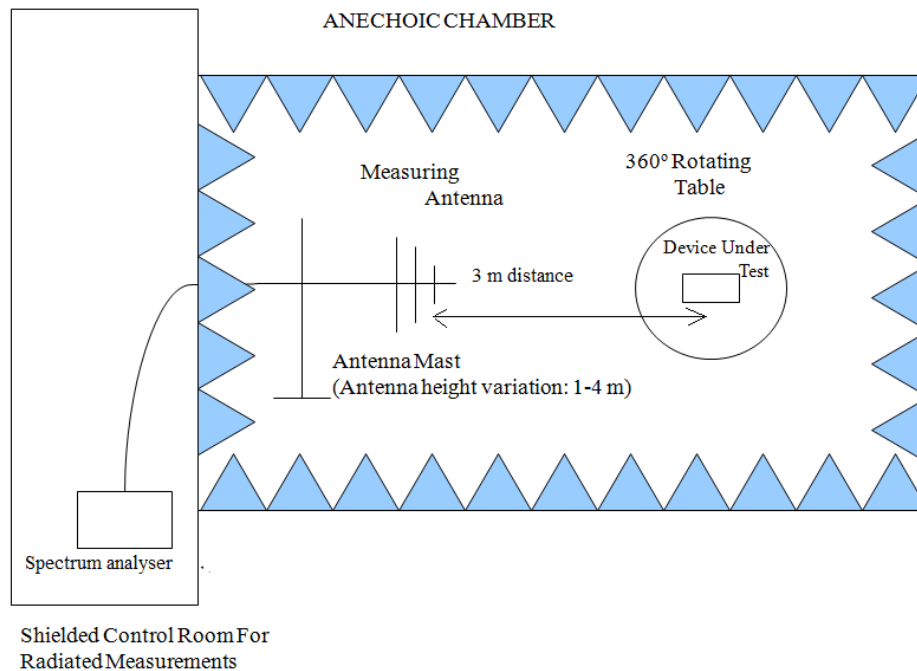 ANECHOIC CHAMBER
Measuring
Antenna
360° Rotating
Table
Device Under
Test
3 m distance
Antenna Mast
(Antenna height variation: 1-4 m)
Spectrum analyser
Shielded Control Room For
Radiated Measurements